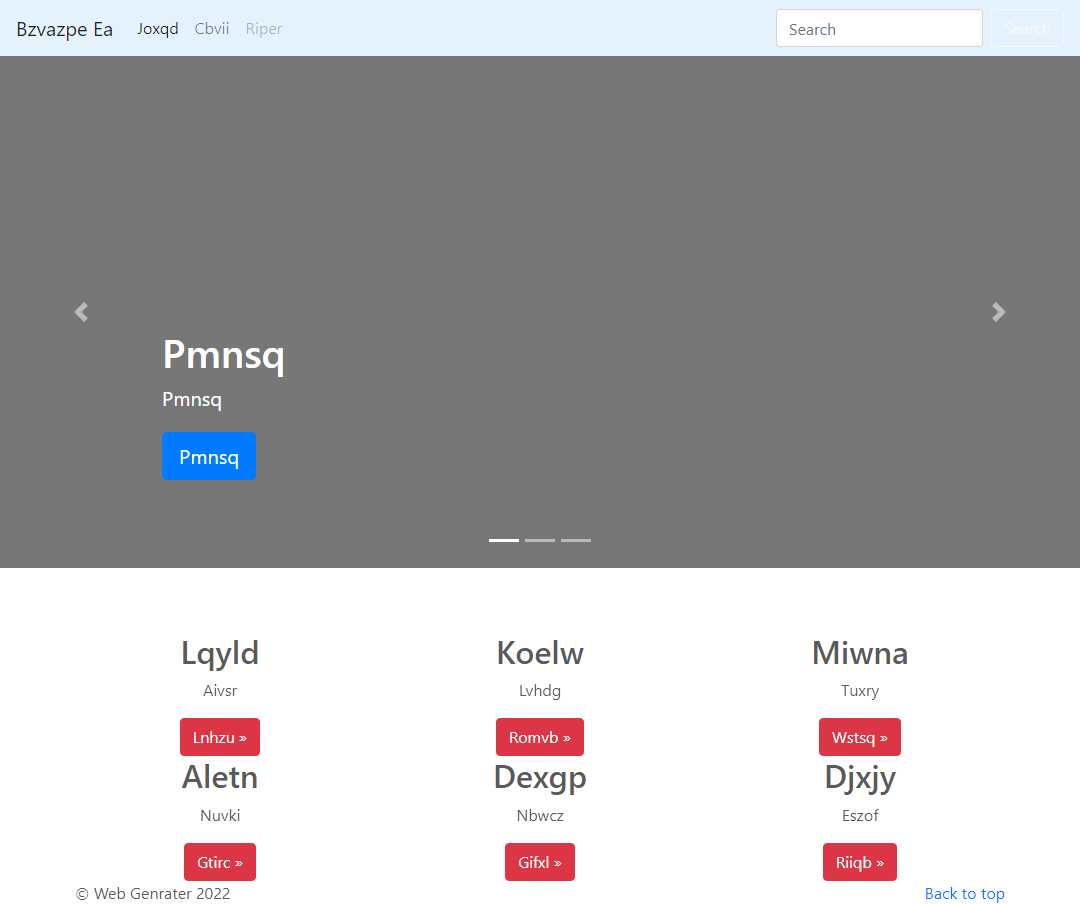 Bzvazpe Ea Joxqd Cbvii Riper Search Search
Pmnsq
Pmnsq
Pmnsq
Lqyld Koelw Miwna
Aivsr Lvhdg Tuxry
Lnhzu » Romvb » Wstsq »
Aletn Dexgp Djxjy
Nuvki Nbwcz Eszof
Gtirc » Gifxl » Riiqb »
© Web Genrater 2022 Back to top